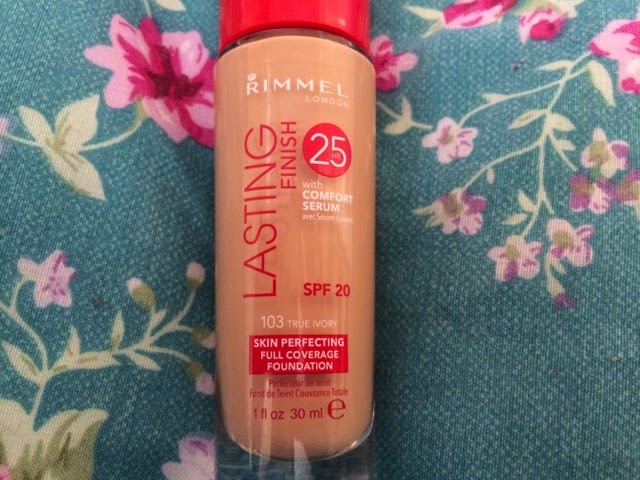 RIMMEL
LONDON
LASTING
FINISH
25
HR
with
COMFORT
SERUM
avec Sérum Confort
SPF 20
103 TRUE IVORY
SKIN PERFECTING
FULL COVERAGE
FOUNDATION
Perfecteur de Teint
Fond de Teint Couvrance Totale
1 fl oz 30 ml e